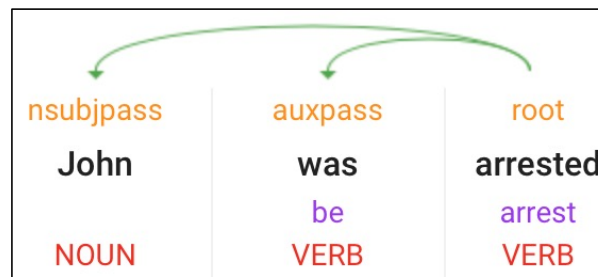 nsubjpass auxpass root
John was arrested
be arrest
NOUN VERB VERB